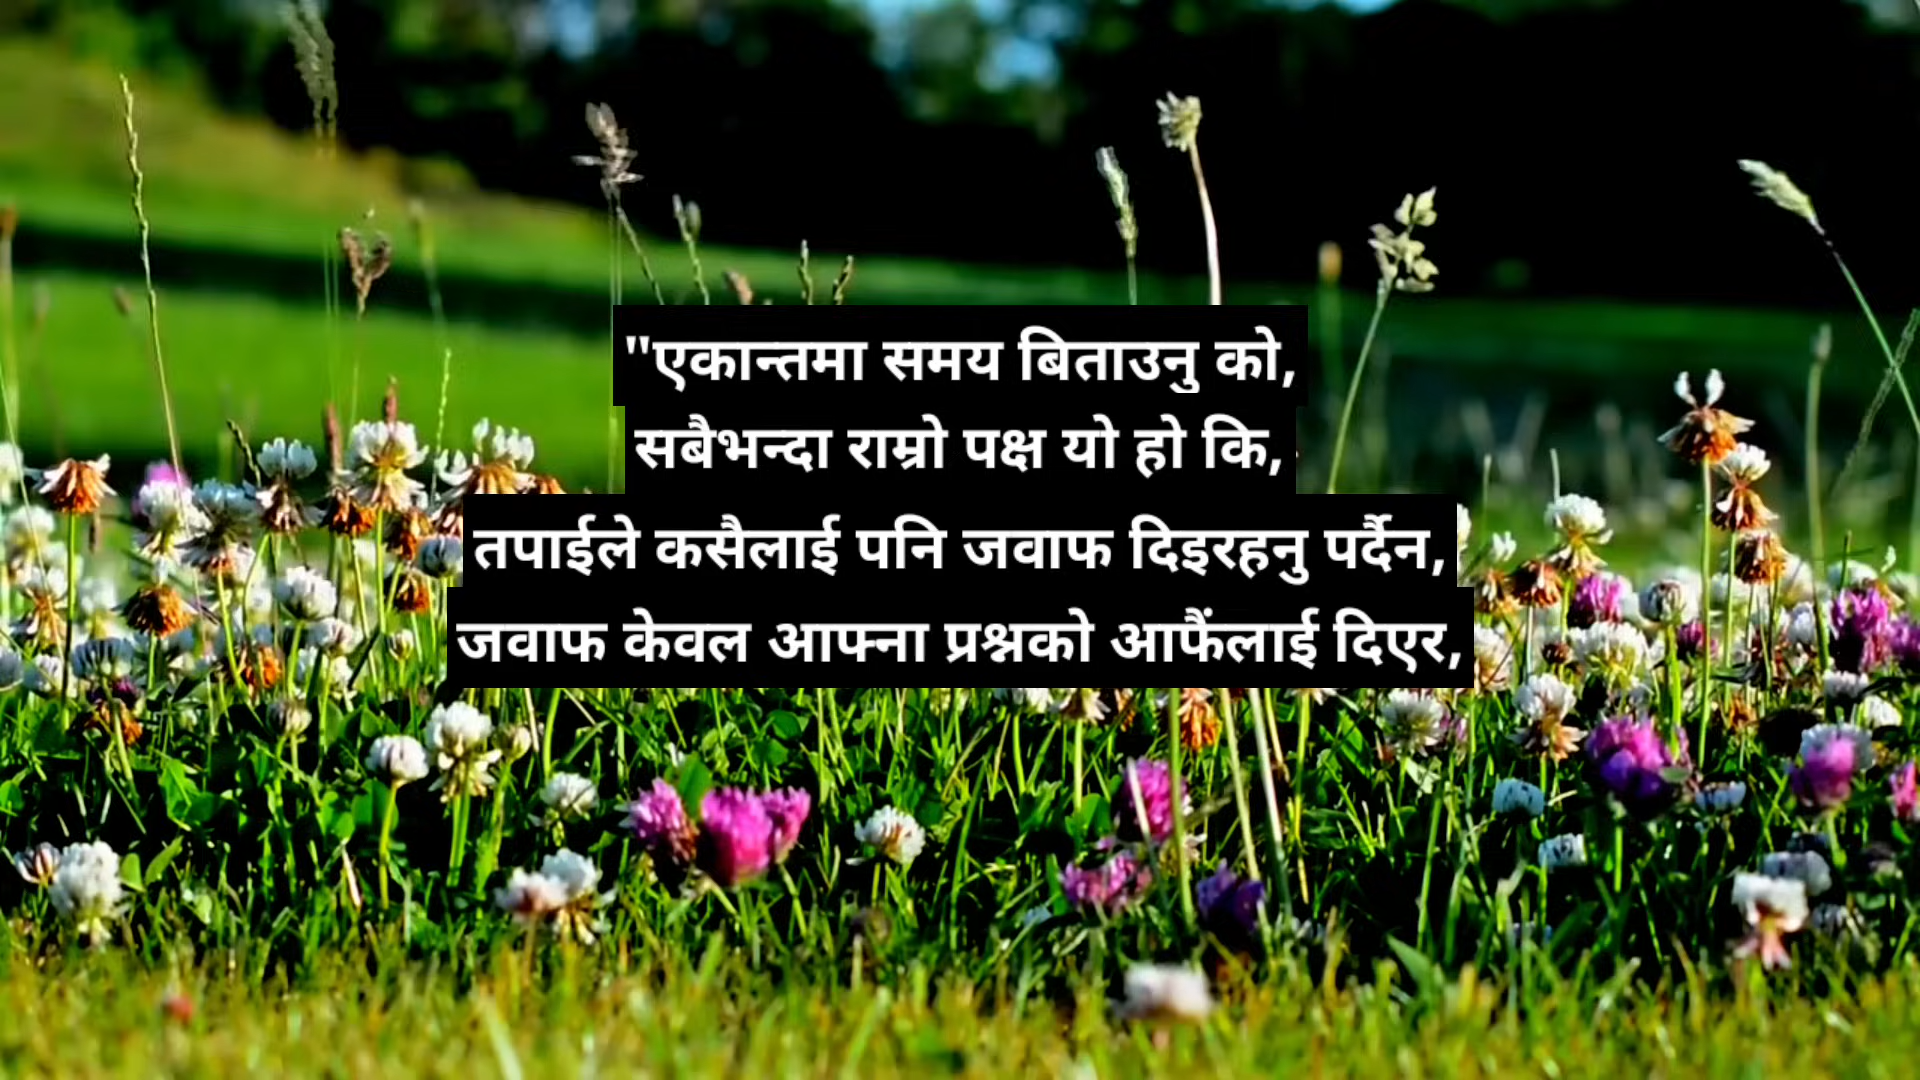 "एकान्तमा समय बिताउनु को,
सबैभन्दा राम्रो पक्ष यो हो कि,
तपाईले कसैलाई पनि जवाफ दिइरहनु पर्दैन,
जवाफ केवल आफ्ना प्रश्नको आफैंलाई दिएर,